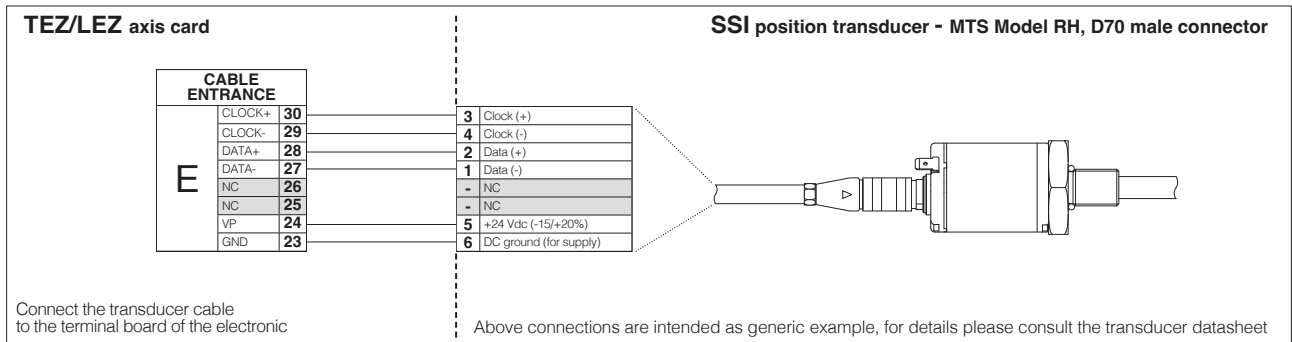 TEZ/LEZ axis card
SSI position transducer - MTS Model RH, D70 male connector
CABLE
ENTRANCE
E
CLOCK+ 30
CLOCK- 29
DATA+ 28
DATA- 27
NC 26
NC 25
VP 24
GND 23
3 Clock (+)
4 Clock (-)
2 Data (+)
1 Data (-)
- NC
- NC
5 +24 Vdc (-15/+20%)
6 DC ground (for supply)
Connect the transducer cable
to the terminal board of the electronic
Above connections are intended as generic example, for details please consult the transducer datasheet